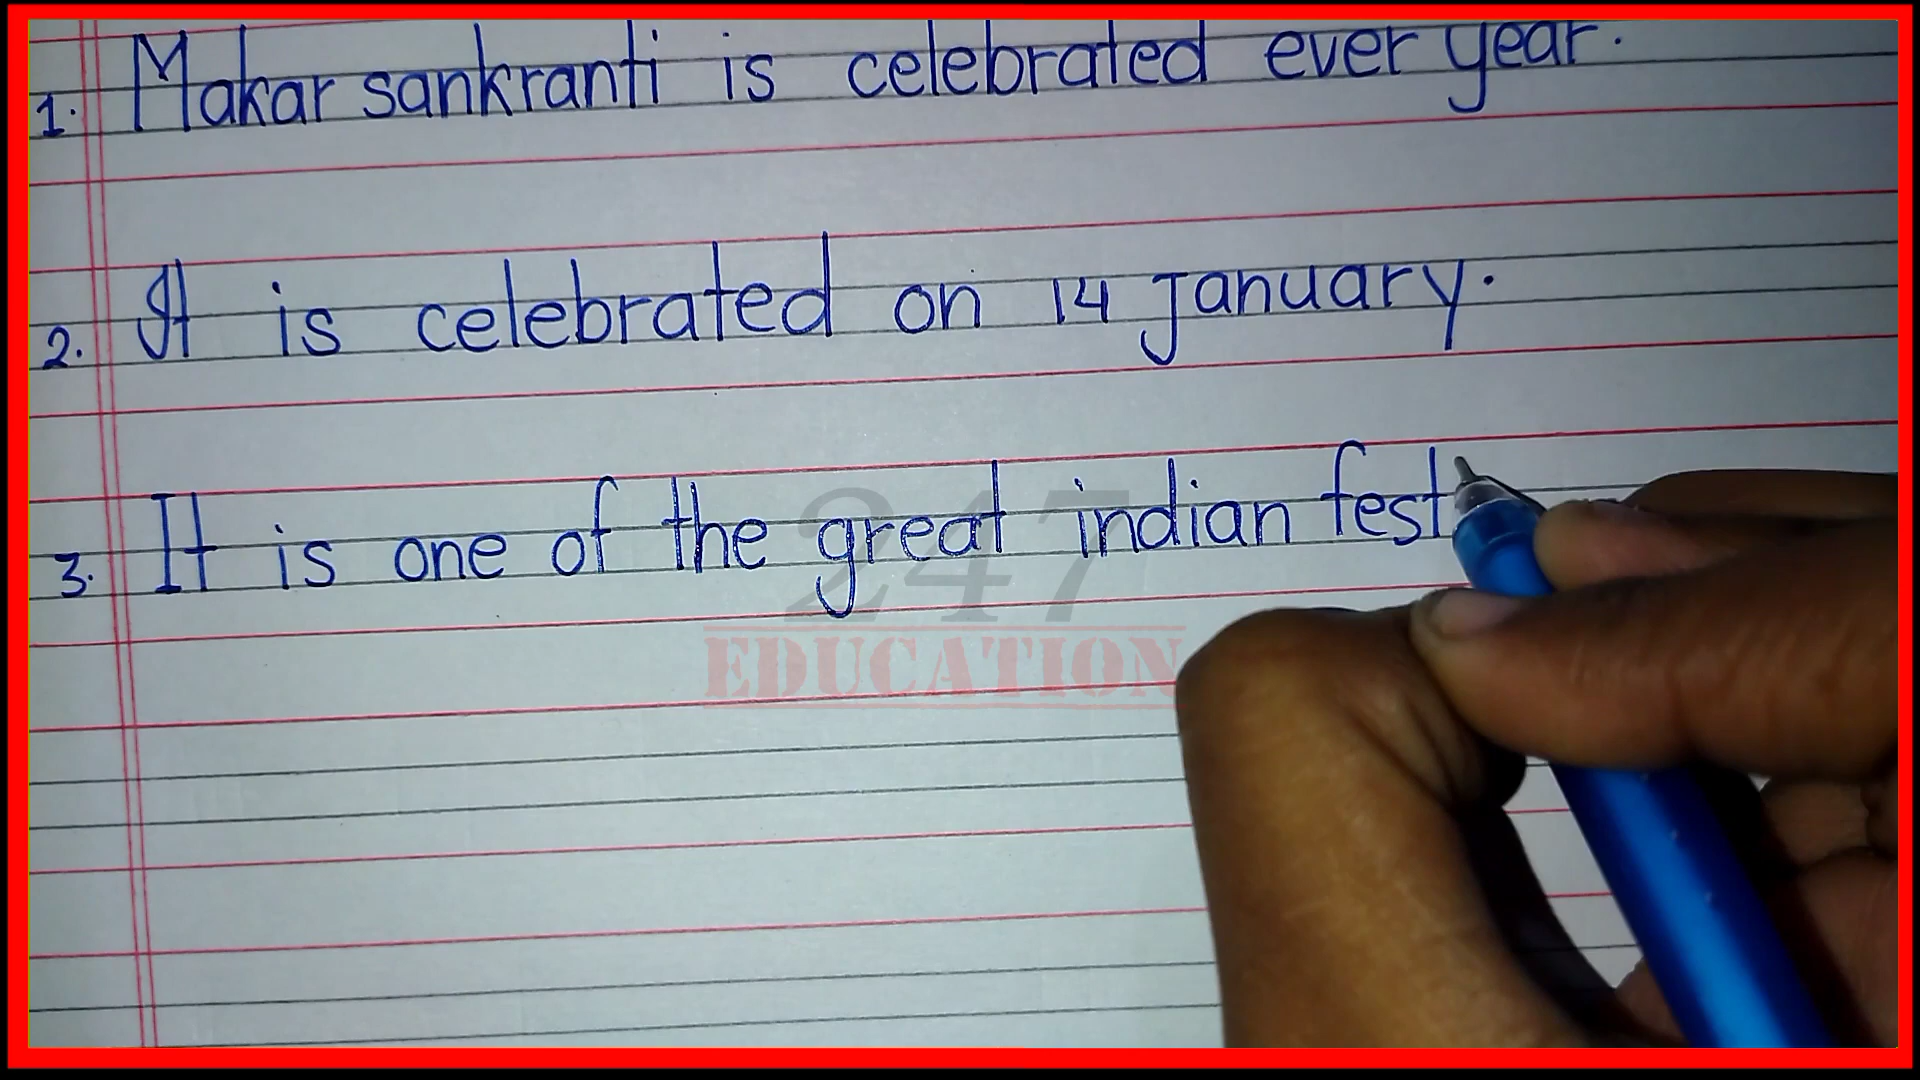 1. Makar sankranti is celebrated ever year.
2. It is celebrated on 14 January.
3. It is one of the great indian fest
247
EDUCATION